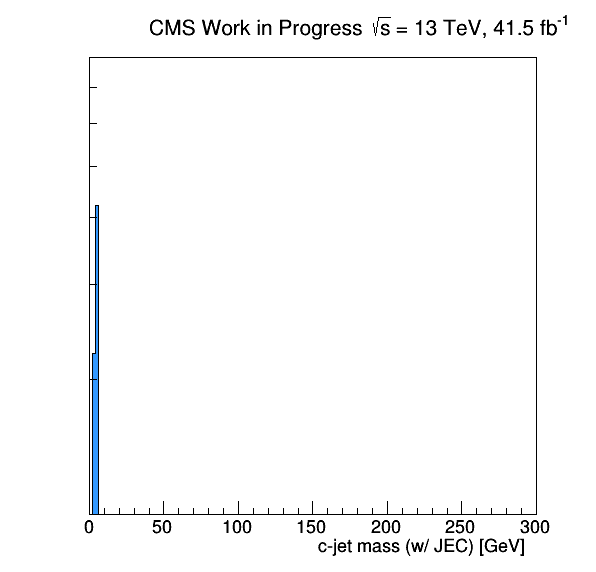 CMS Work in Progress √s = 13 TeV, 41.5 fb⁻¹
0 50 100 150 200 250 300
c-jet mass (w/ JEC) [GeV]